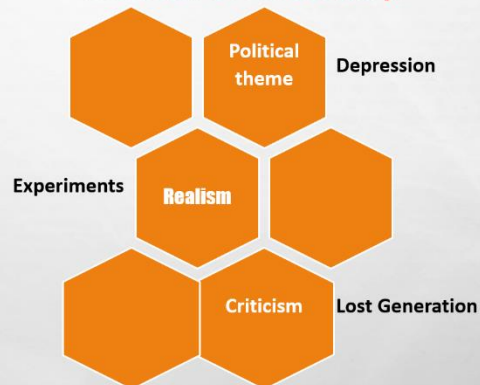 Political
theme
Depression
Experiments
Realism
Criticism
Lost Generation